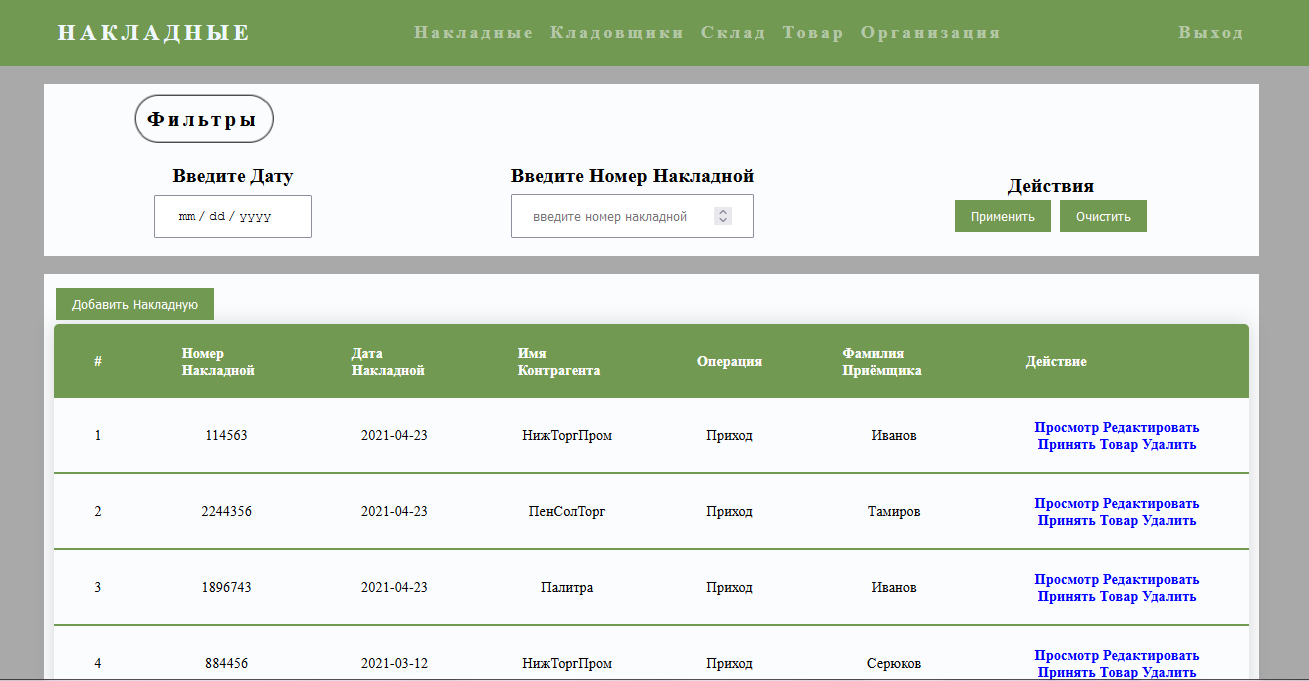 НАКЛАДНЫЕ Накладные Кладовщики Склад Товар Организация Выход
Фильтры
Введите Дату Введите Номер Накладной Действия
mm / dd / yyyy введите номер накладной Применить Очистить
Добавить Накладную
# Номер Накладной Дата Накладной Имя Контрагента Операция Фамилия Приёмщика Действие
1 114563 2021-04-23 НижТоргПром Приход Иванов Просмотр Редактировать
Принять Товар Удалить
2 2244356 2021-04-23 ПенСолТорг Приход Тамиров Просмотр Редактировать
Принять Товар Удалить
3 1896743 2021-04-23 Палитра Приход Иванов Просмотр Редактировать
Принять Товар Удалить
4 884456 2021-03-12 НижТоргПром Приход Серюков Просмотр Редактировать
Принять Товар Удалить